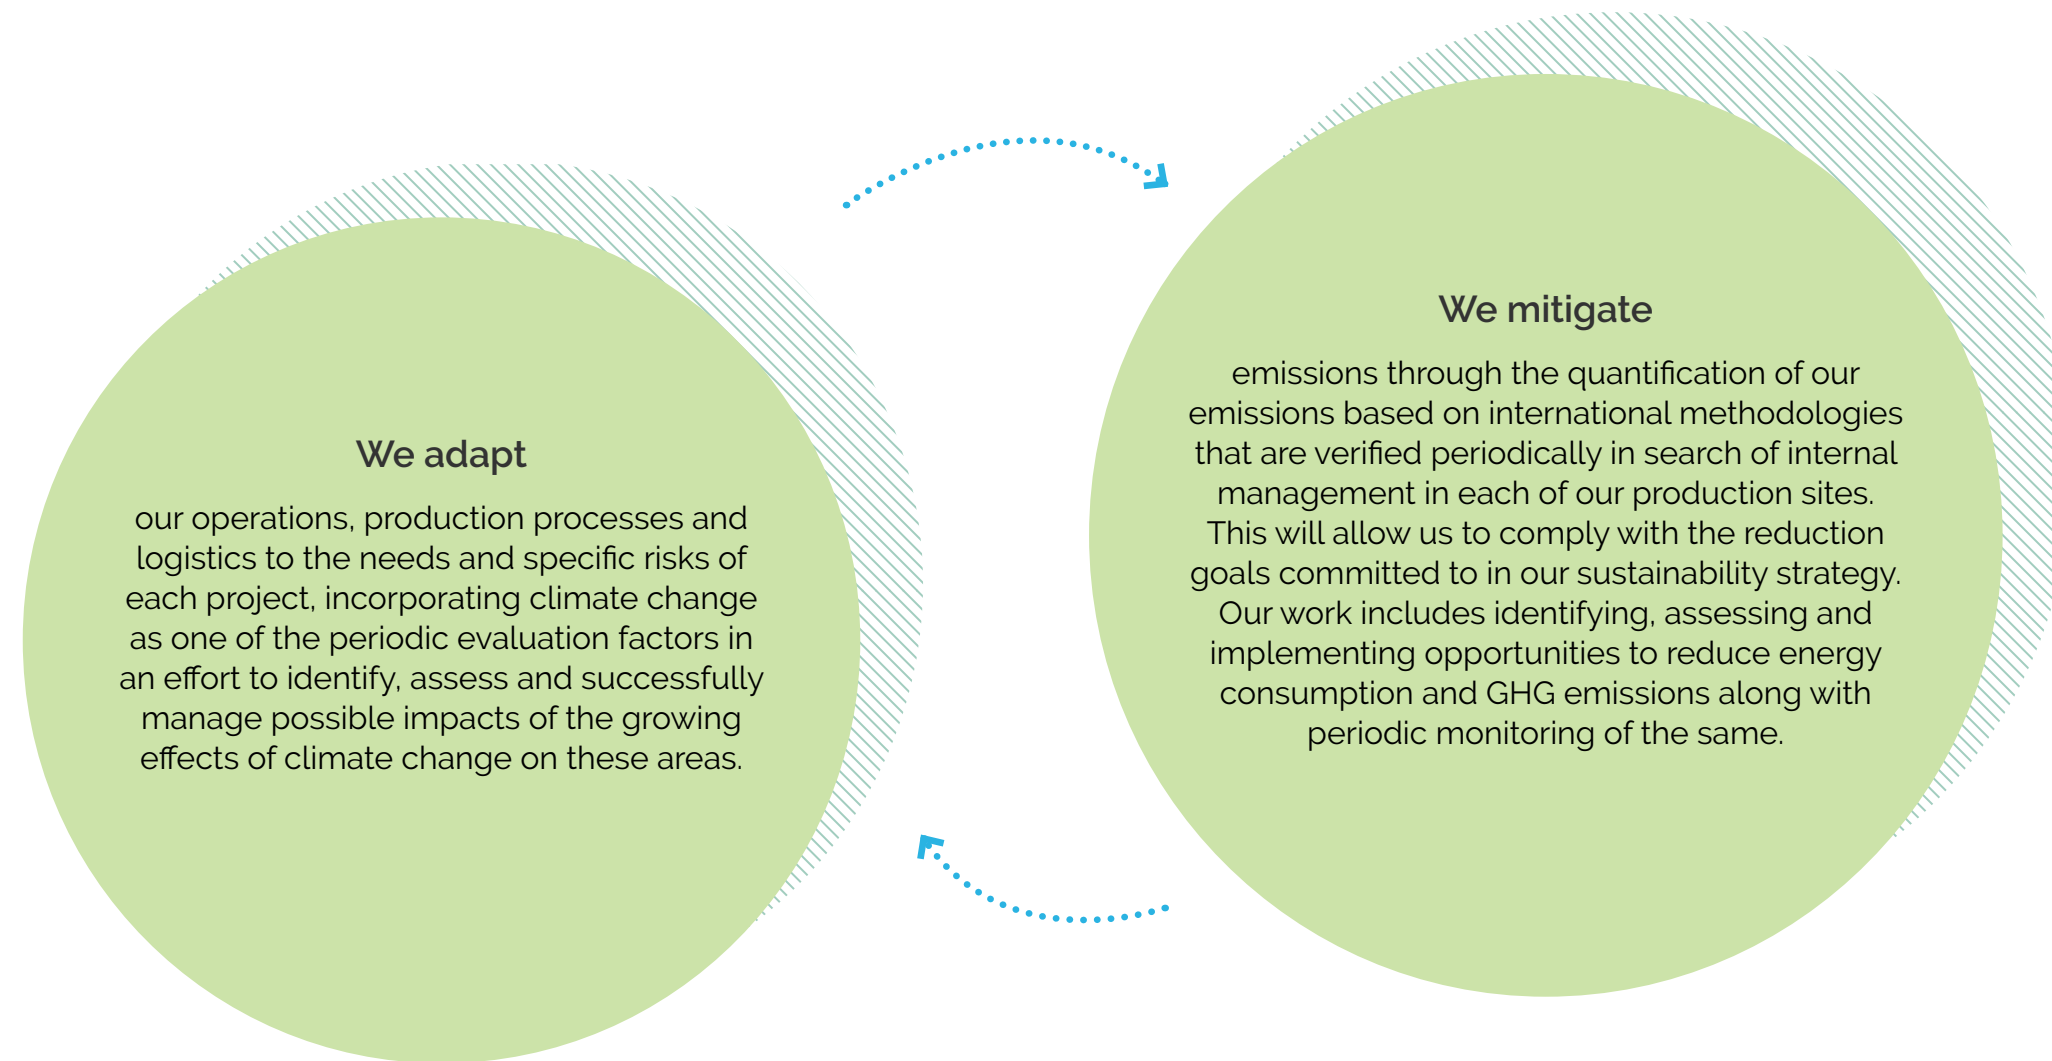 We adapt
our operations, production processes and
logistics to the needs and specific risks of
each project, incorporating climate change
as one of the periodic evaluation factors in
an effort to identify, assess and successfully
manage possible impacts of the growing
effects of climate change on these areas.
We mitigate
emissions through the quantification of our
emissions based on international methodologies
that are verified periodically in search of internal
management in each of our production sites.
This will allow us to comply with the reduction
goals committed to in our sustainability strategy.
Our work includes identifying, assessing and
implementing opportunities to reduce energy
consumption and GHG emissions along with
periodic monitoring of the same.